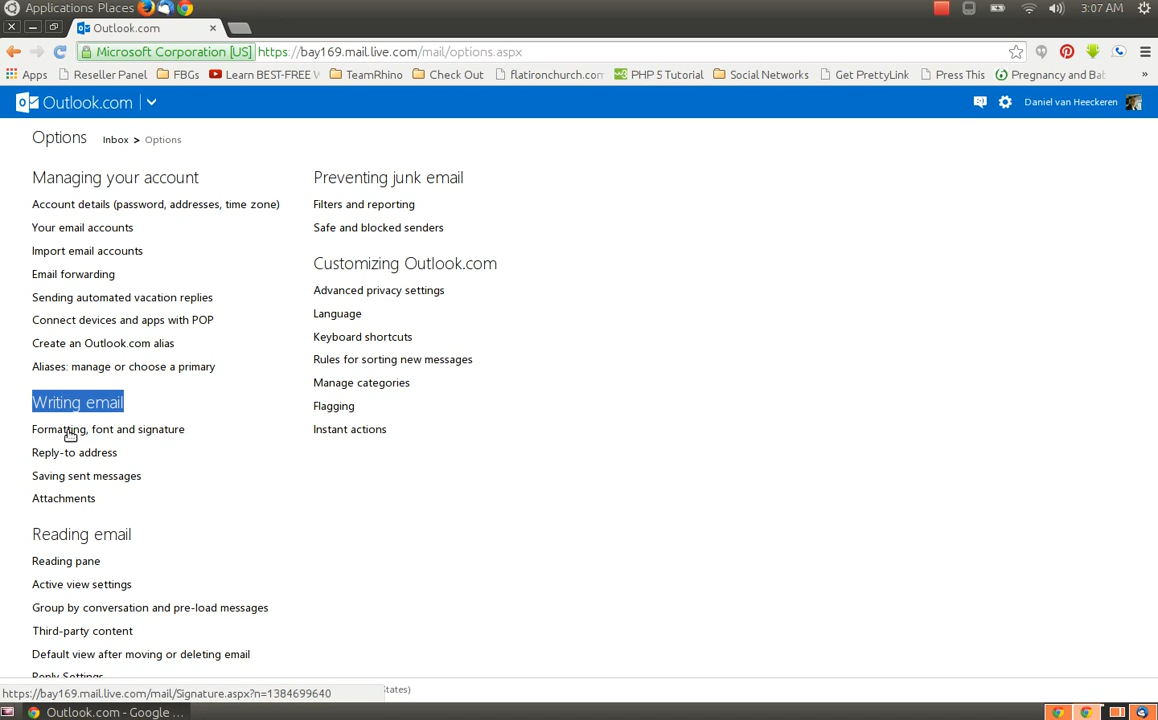 Applications Places 3:07 AM
Outlook.com
Microsoft Corporation [US] https://bay169.mail.live.com/mail/options.aspx
Apps Reseller Panel FBGs Learn BEST-FREE TeamRhino Check Out flatironchurch.com PHP 5 Tutorial Social Networks Get PrettyLink Press This Pregnancy and Bat »
Outlook.com Daniel van Heeckeren
Options Inbox > Options
Managing your account
Account details (password, addresses, time zone)
Your email accounts
Import email accounts
Email forwarding
Sending automated vacation replies
Connect devices and apps with POP
Create an Outlook.com alias
Aliases: manage or choose a primary
Writing email
Formatting, font and signature
Reply-to address
Saving sent messages
Attachments
Reading email
Reading pane
Active view settings
Group by conversation and pre-load messages
Third-party content
Default view after moving or deleting email
Reply Settings
Preventing junk email
Filters and reporting
Safe and blocked senders
Customizing Outlook.com
Advanced privacy settings
Language
Keyboard shortcuts
Rules for sorting new messages
Manage categories
Flagging
Instant actions
https://bay169.mail.live.com/mail/Signature.aspx?n=1384699640 States)
Outlook.com - Google ...